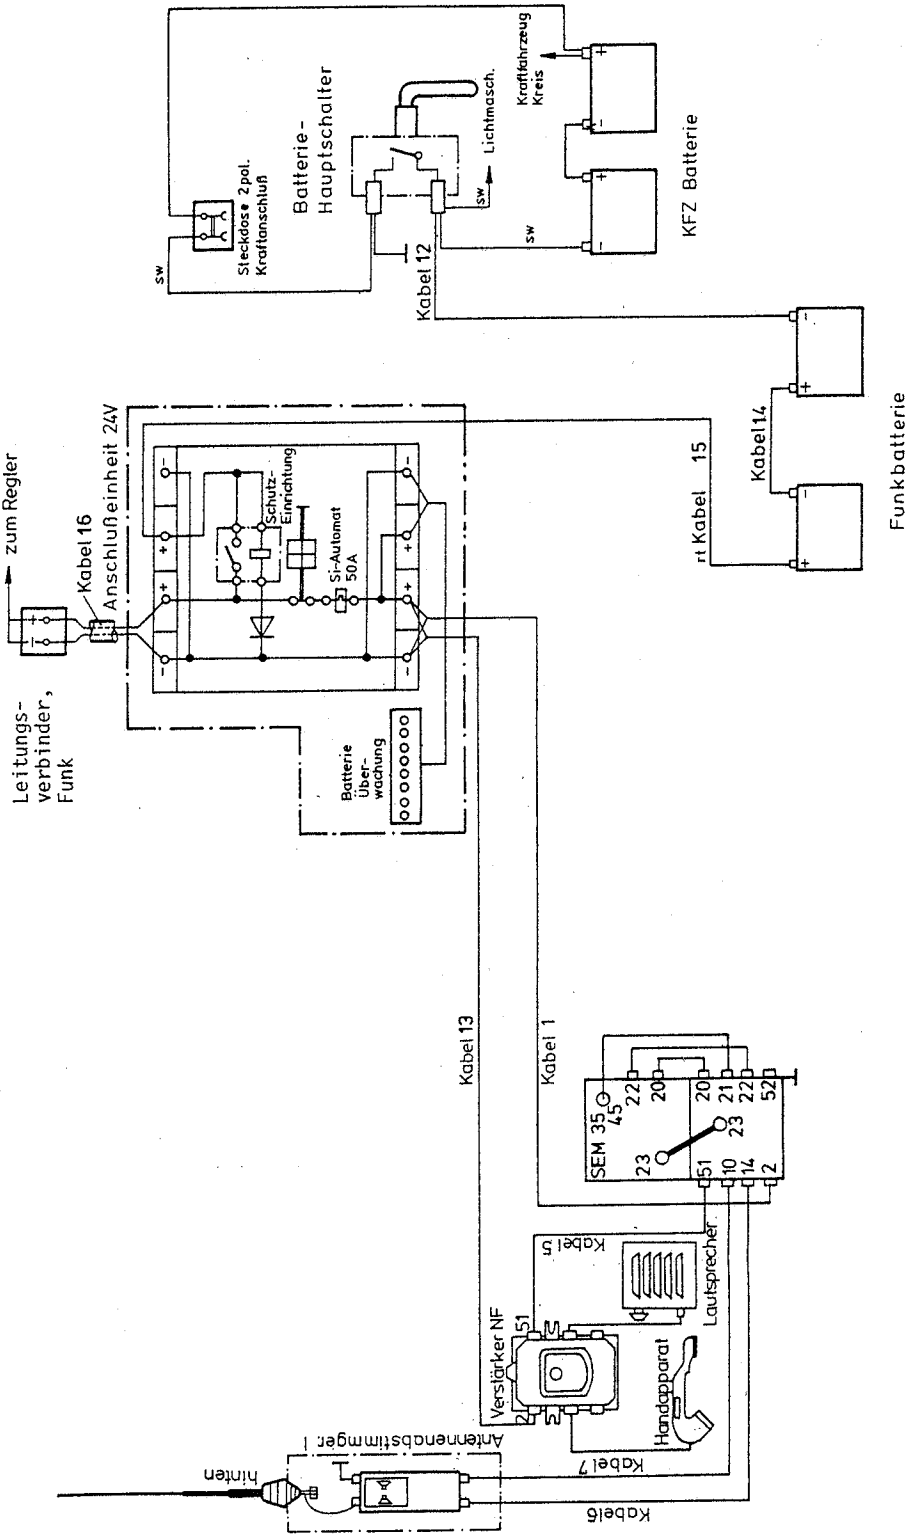 zum Regler
Kabel 16
Anschlußeinheit 24V
Leitungs-
verbinder,
Funk
- + + -
Schutz-
Einrichtung
Si-Automat
50A
- + + -
Batterie
Über-
wachung
sw
Steckdose 2pol.
Kraftanschluß
Batterie-
Hauptschalter
Lichtmasch.
sw
sw
Kabel 12
Kraftfahrzeug
Kreis
+ -
+ -
KFZ Batterie
rt Kabel 15
Kabel 14
+ -
+ -
Funkbatterie
Kabel 13
Kabel 1
SEM 35
45
22
20
23
23
20
21
22
52
51
10
14
2
Kabel 5
Lautsprecher
Verstärker NF
51
2
Handapparat
Kabel 7
Kabel 6
Antennenabstimmger. I
hinten